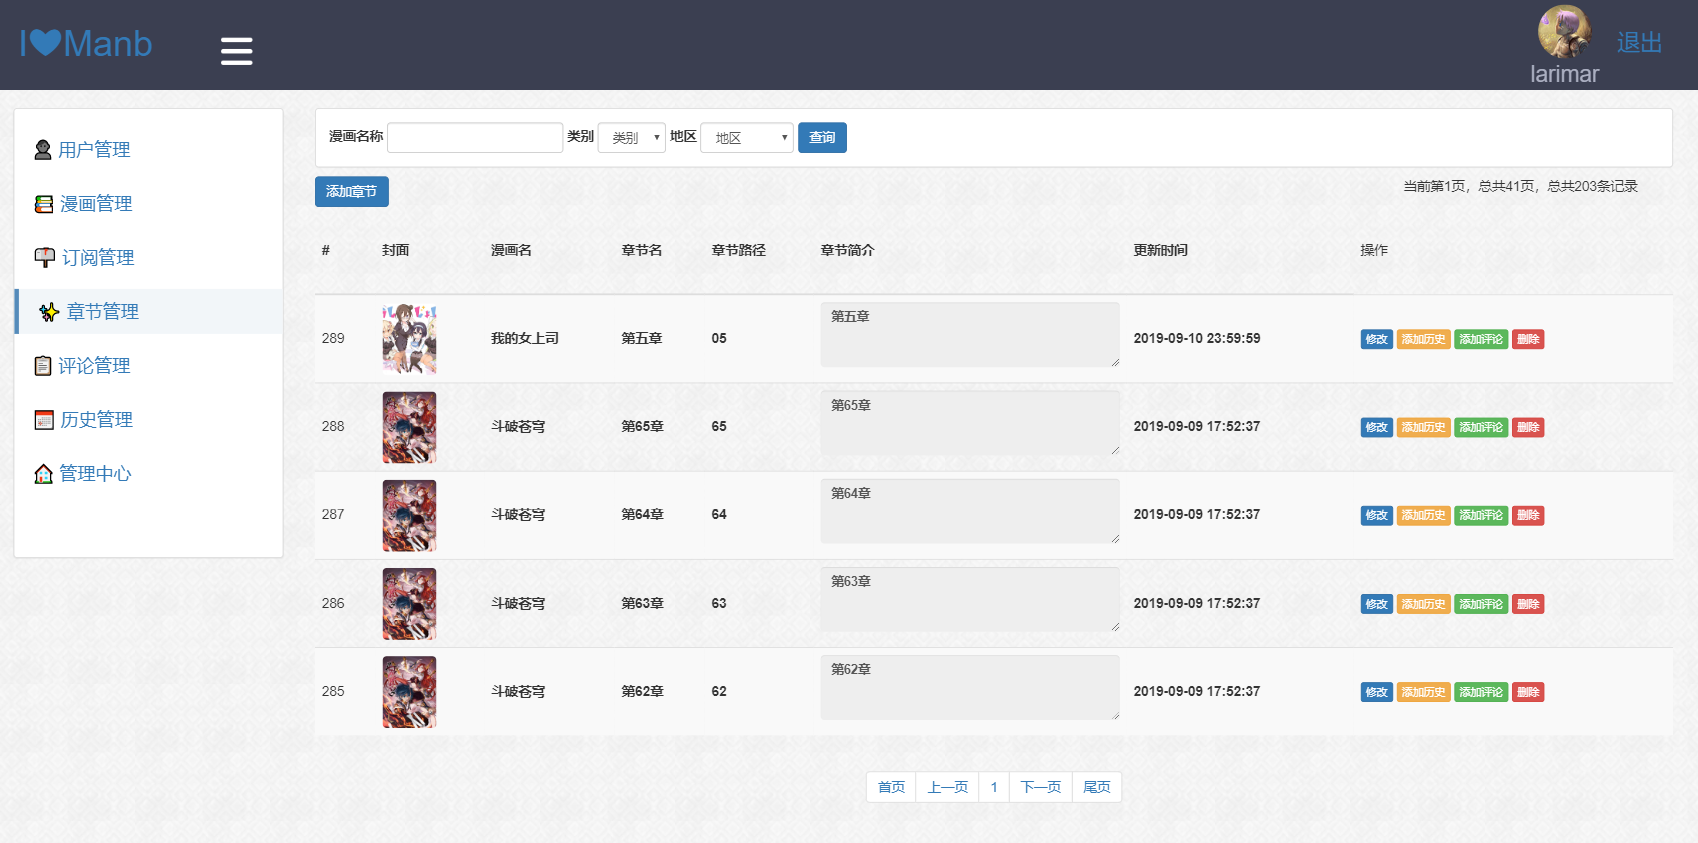 I Manb
larimar
退出
用户管理
漫画管理
订阅管理
章节管理
评论管理
历史管理
管理中心
漫画名称 类别 类别 地区 地区 查询
添加章节
当前第1页，总共41页，总共203条记录
# 封面 漫画名 章节名 章节路径 章节简介 更新时间 操作
289 我的女上司 第五章 05 第五章 2019-09-10 23:59:59 修改 添加历史 添加评论 删除
288 斗破苍穹 第65章 65 第65章 2019-09-09 17:52:37 修改 添加历史 添加评论 删除
287 斗破苍穹 第64章 64 第64章 2019-09-09 17:52:37 修改 添加历史 添加评论 删除
286 斗破苍穹 第63章 63 第63章 2019-09-09 17:52:37 修改 添加历史 添加评论 删除
285 斗破苍穹 第62章 62 第62章 2019-09-09 17:52:37 修改 添加历史 添加评论 删除
首页 上一页 1 下一页 尾页